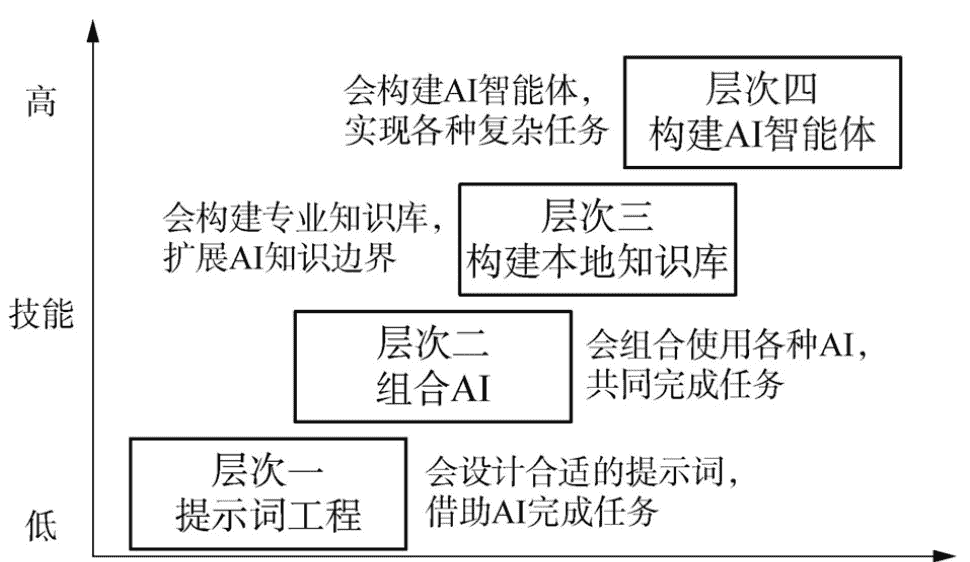 高
会构建AI智能体，
实现各种复杂任务
层次四
构建AI智能体
会构建专业知识库，
扩展AI知识边界
层次三
构建本地知识库
技能
层次二
组合AI
会组合使用各种AI，
共同完成任务
层次一
提示词工程
会设计合适的提示词，
借助AI完成任务
低